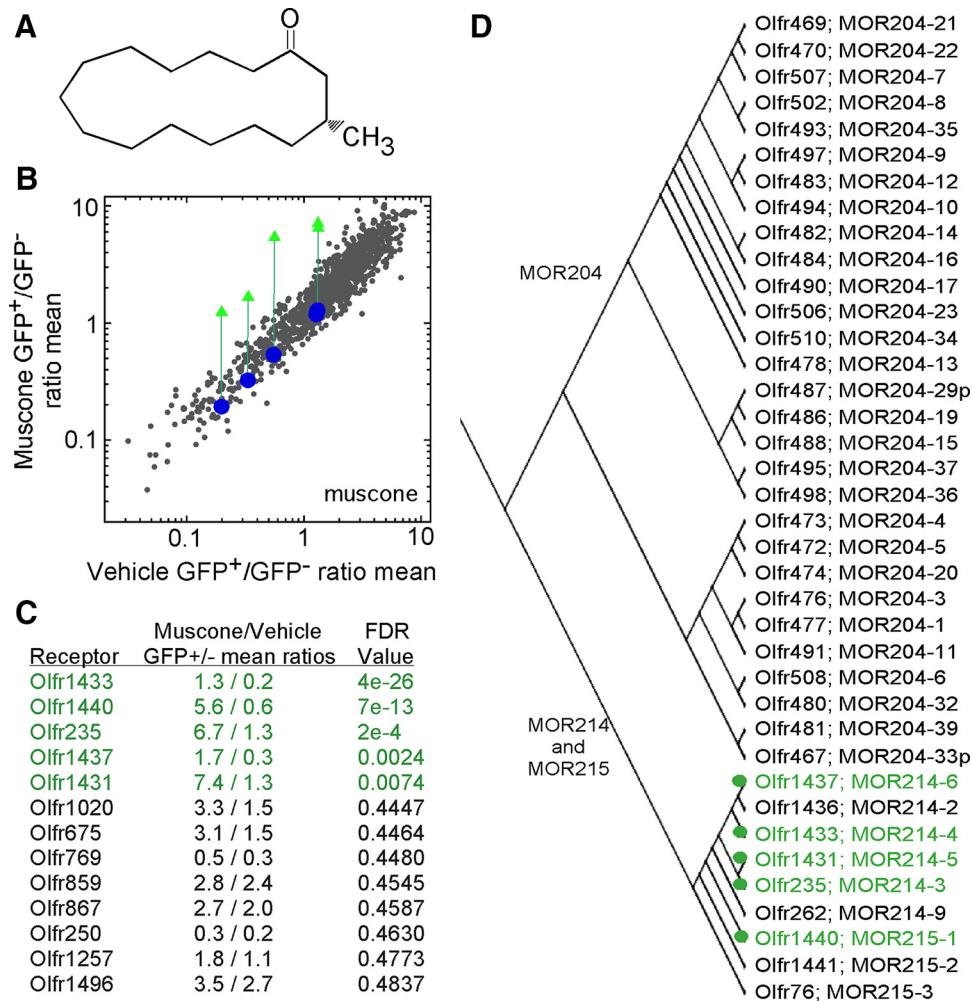 A
O
CH3
B
Muscone GFP+/GFP-
ratio mean
10
1
0.1
muscone
0.1
1
10
Vehicle GFP+/GFP- ratio mean
C
Receptor Muscone/Vehicle GFP+/- mean ratios FDR Value
Olfr1433 1.3 / 0.2 4e-26
Olfr1440 5.6 / 0.6 7e-13
Olfr235 6.7 / 1.3 2e-4
Olfr1437 1.7 / 0.3 0.0024
Olfr1431 7.4 / 1.3 0.0074
Olfr1020 3.3 / 1.5 0.4447
Olfr675 3.1 / 1.5 0.4464
Olfr769 0.5 / 0.3 0.4480
Olfr859 2.8 / 2.4 0.4545
Olfr867 2.7 / 2.0 0.4587
Olfr250 0.3 / 0.2 0.4630
Olfr1257 1.8 / 1.1 0.4773
Olfr1496 3.5 / 2.7 0.4837
D
MOR204
MOR214
and
MOR215
Olfr469; MOR204-21
Olfr470; MOR204-22
Olfr507; MOR204-7
Olfr502; MOR204-8
Olfr493; MOR204-35
Olfr497; MOR204-9
Olfr483; MOR204-12
Olfr494; MOR204-10
Olfr482; MOR204-14
Olfr484; MOR204-16
Olfr490; MOR204-17
Olfr506; MOR204-23
Olfr510; MOR204-34
Olfr478; MOR204-13
Olfr487; MOR204-29p
Olfr486; MOR204-19
Olfr488; MOR204-15
Olfr495; MOR204-37
Olfr498; MOR204-36
Olfr473; MOR204-4
Olfr472; MOR204-5
Olfr474; MOR204-20
Olfr476; MOR204-3
Olfr477; MOR204-1
Olfr491; MOR204-11
Olfr508; MOR204-6
Olfr480; MOR204-32
Olfr481; MOR204-39
Olfr467; MOR204-33p
Olfr1437; MOR214-6
Olfr1436; MOR214-2
Olfr1433; MOR214-4
Olfr1431; MOR214-5
Olfr235; MOR214-3
Olfr262; MOR214-9
Olfr1440; MOR215-1
Olfr1441; MOR215-2
Olfr76; MOR215-3